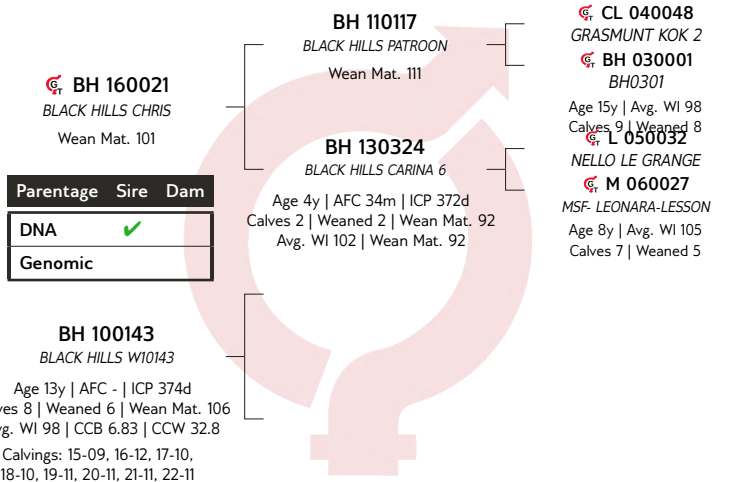 BH 160021
BLACK HILLS CHRIS
Wean Mat. 101
Parentage Sire Dam
DNA ✔
Genomic
BH 100143
BLACK HILLS W10143
Age 13y | AFC - | ICP 374d
ves 8 | Weaned 6 | Wean Mat. 106
vg. WI 98 | CCB 6.83 | CCW 32.8
Calvings: 15-09, 16-12, 17-10,
18-10, 19-11, 20-11, 21-11, 22-11
BH 110117
BLACK HILLS PATROON
Wean Mat. 111
BH 130324
BLACK HILLS CARINA 6
Age 4y | AFC 34m | ICP 372d
Calves 2 | Weaned 2 | Wean Mat. 92
Avg. WI 102 | Wean Mat. 92
CL 040048
GRASMUNT KOK 2
BH 030001
BH0301
Age 15y | Avg. WI 98
Calves 9 | Weaned 8
L 050032
NELLO LE GRANGE
M 060027
MSF- LEONARA-LESSON
Age 8y | Avg. WI 105
Calves 7 | Weaned 5